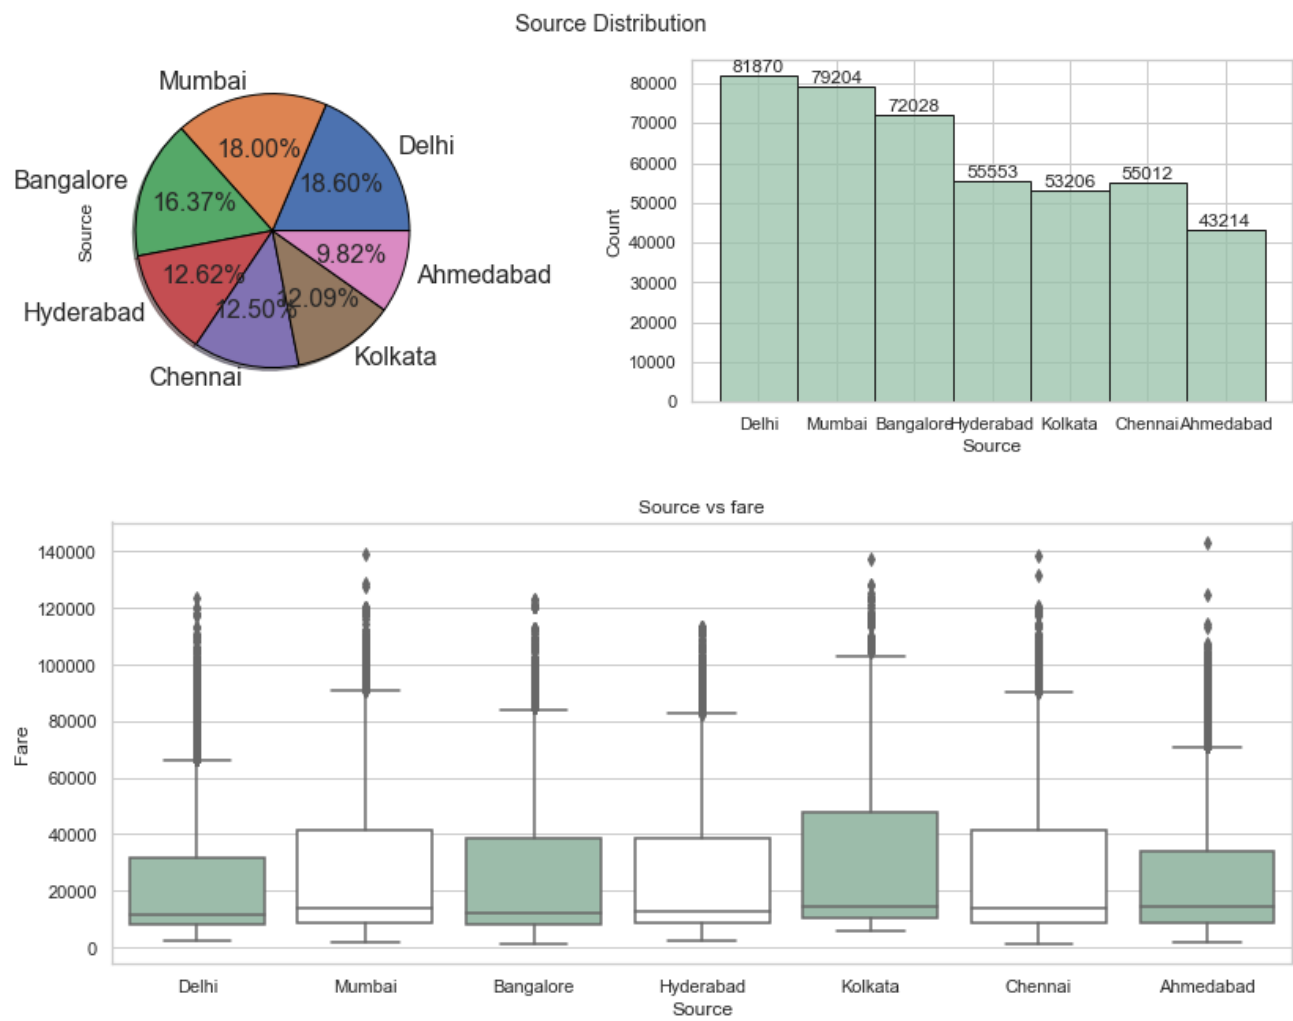 Source Distribution
Mumbai
Delhi
Bangalore
Source
Hyderabad
Chennai
Kolkata
Ahmedabad
18.00%
18.60%
16.37%
12.62%
12.50%
12.09%
9.82%
81870
79204
72028
55553
53206
55012
43214
80000
70000
60000
50000
40000
30000
20000
10000
0
Count
Delhi Mumbai Bangalore Hyderabad Kolkata Chennai Ahmedabad
Source
Source vs fare
140000
120000
100000
80000
60000
40000
20000
0
Fare
Delhi Mumbai Bangalore Hyderabad Kolkata Chennai Ahmedabad
Source